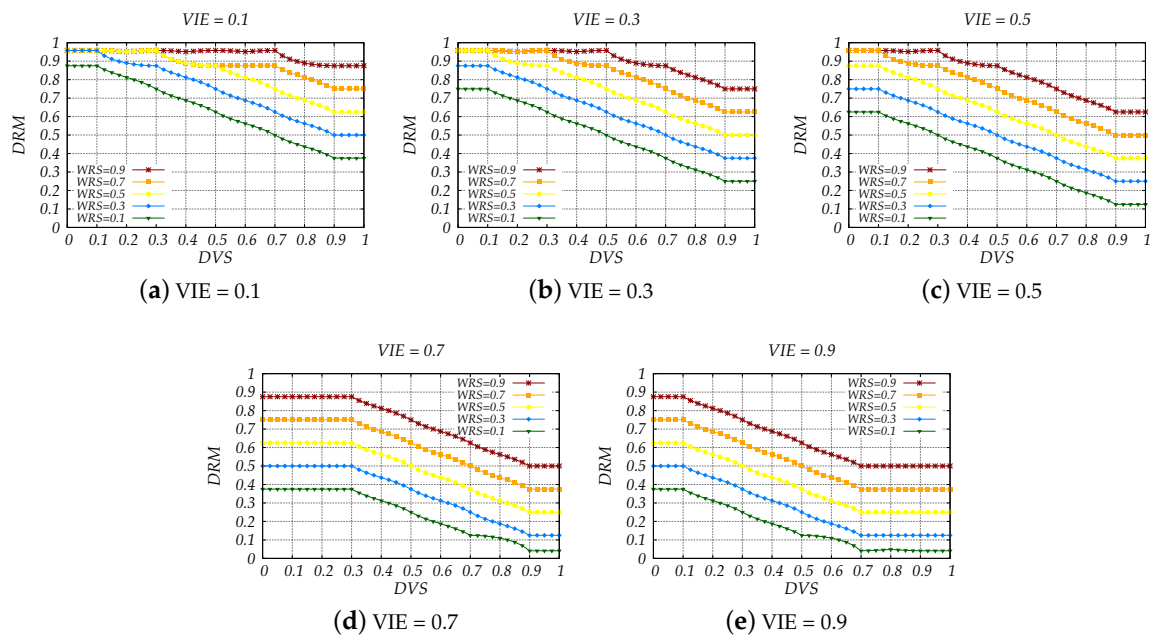 VIE = 0.1
DRM
1
0.9
0.8
0.7
0.6
0.5
0.4
0.3
0.2
0.1
0
WRS=0.9
WRS=0.7
WRS=0.5
WRS=0.3
WRS=0.1
0 0.1 0.2 0.3 0.4 0.5 0.6 0.7 0.8 0.9 1
DVS
(a) VIE = 0.1
VIE = 0.3
DRM
1
0.9
0.8
0.7
0.6
0.5
0.4
0.3
0.2
0.1
0
WRS=0.9
WRS=0.7
WRS=0.5
WRS=0.3
WRS=0.1
0 0.1 0.2 0.3 0.4 0.5 0.6 0.7 0.8 0.9 1
DVS
(b) VIE = 0.3
VIE = 0.5
DRM
1
0.9
0.8
0.7
0.6
0.5
0.4
0.3
0.2
0.1
0
WRS=0.9
WRS=0.7
WRS=0.5
WRS=0.3
WRS=0.1
0 0.1 0.2 0.3 0.4 0.5 0.6 0.7 0.8 0.9 1
DVS
(c) VIE = 0.5
VIE = 0.7
DRM
1
0.9
0.8
0.7
0.6
0.5
0.4
0.3
0.2
0.1
0
WRS=0.9
WRS=0.7
WRS=0.5
WRS=0.3
WRS=0.1
0 0.1 0.2 0.3 0.4 0.5 0.6 0.7 0.8 0.9 1
DVS
(d) VIE = 0.7
VIE = 0.9
DRM
1
0.9
0.8
0.7
0.6
0.5
0.4
0.3
0.2
0.1
0
WRS=0.9
WRS=0.7
WRS=0.5
WRS=0.3
WRS=0.1
0 0.1 0.2 0.3 0.4 0.5 0.6 0.7 0.8 0.9 1
DVS
(e) VIE = 0.9